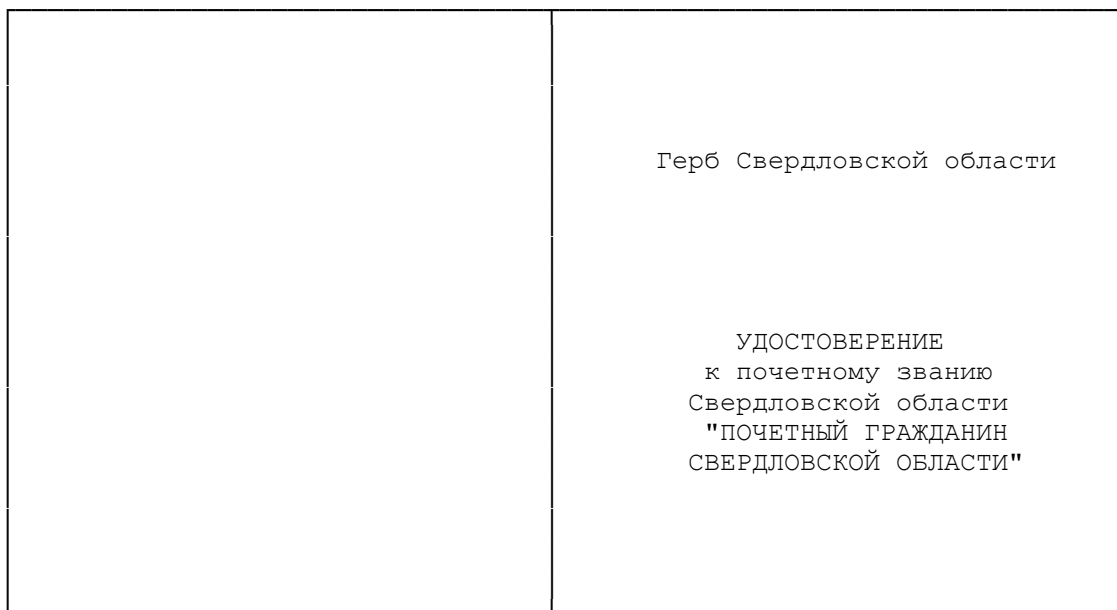 Герб Свердловской области
УДОСТОВЕРЕНИЕ
к почетному званию
Свердловской области
"ПОЧЕТНЫЙ ГРАЖДАНИН
СВЕРДЛОВСКОЙ ОБЛАСТИ"